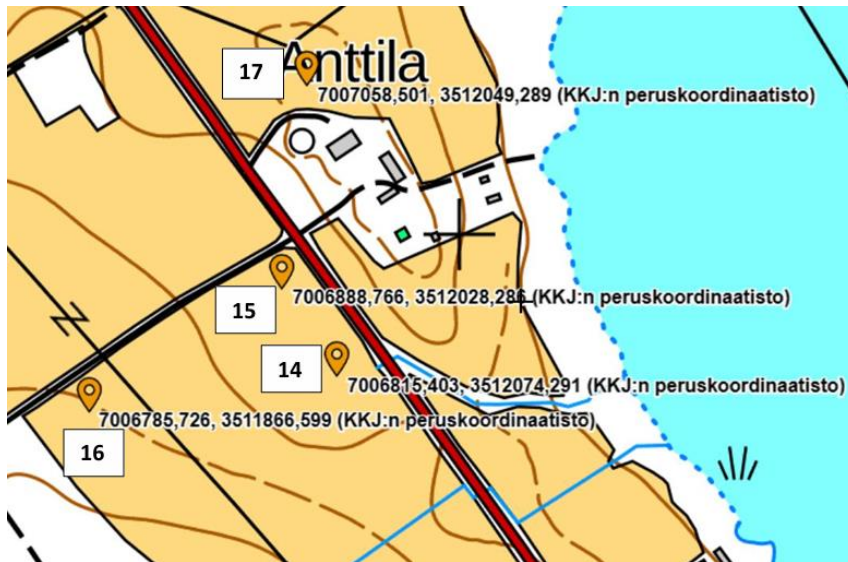 Anttila
17
7007058,501, 3512049,289 (KKJ:n peruskoordinaatisto)
15
7006888,766, 3512028,286 (KKJ:n peruskoordinaatisto)
14
7006815,403, 3512074,291 (KKJ:n peruskoordinaatisto)
7006785,726, 3511866,599 (KKJ:n peruskoordinaatisto)
16